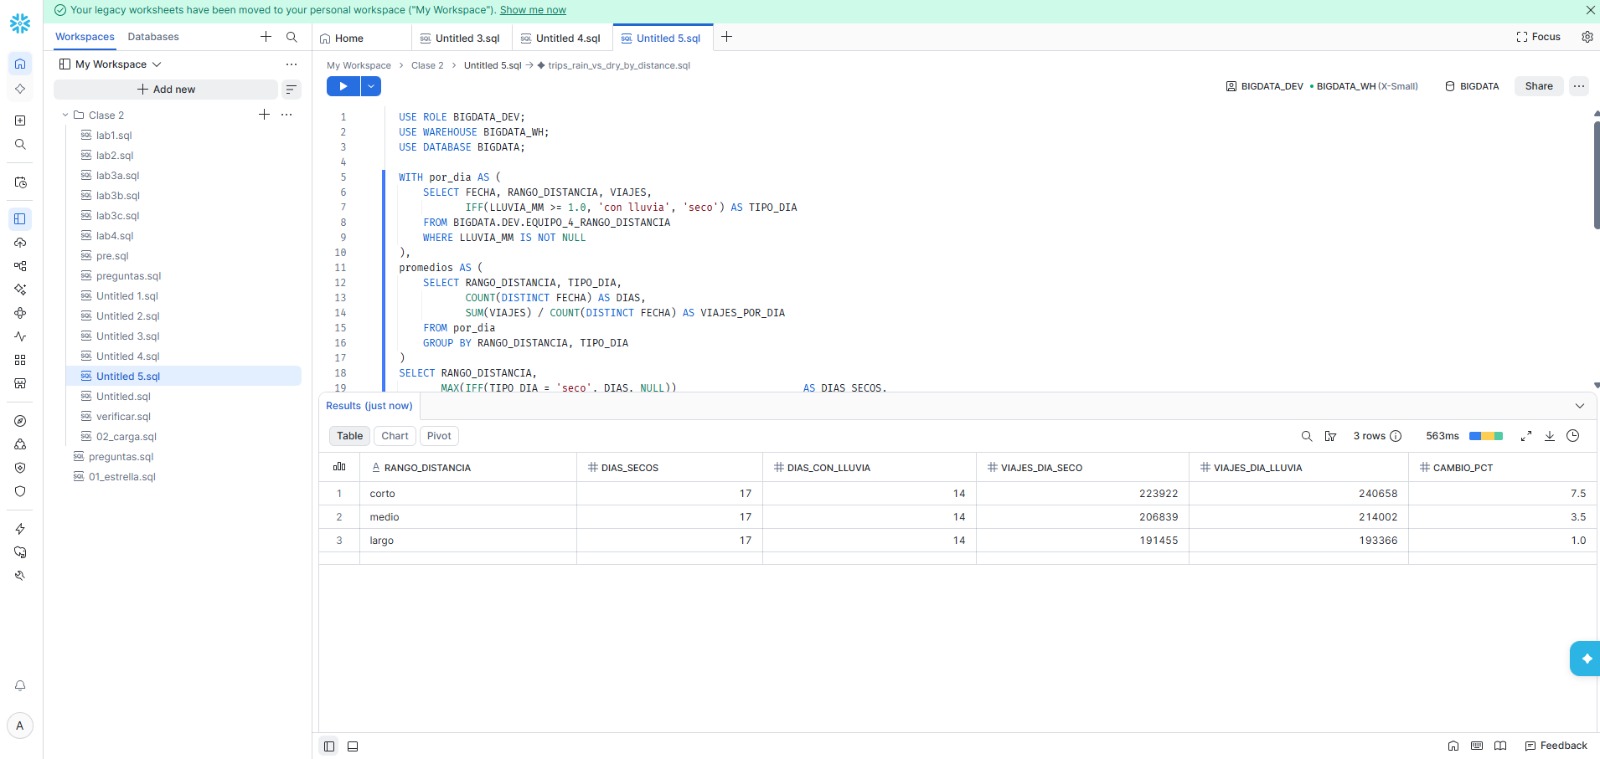 Your legacy worksheets have been moved to your personal workspace ("My Workspace"). Show me now
Workspaces Databases
Home Untitled 3.sql Untitled 4.sql Untitled 5.sql
Focus
My Workspace
My Workspace > Clase 2 > Untitled 5.sql → trips_rain_vs_dry_by_distance.sql
Add new
BIGDATA_DEV • BIGDATA_WH (X-Small) BIGDATA Share
Clase 2
lab1.sql
lab2.sql
lab3a.sql
lab3b.sql
lab3c.sql
lab4.sql
pre.sql
preguntas.sql
Untitled 1.sql
Untitled 2.sql
Untitled 3.sql
Untitled 4.sql
Untitled 5.sql
Untitled.sql
verificar.sql
02_carga.sql
preguntas.sql
01_estrella.sql
A
1 USE ROLE BIGDATA_DEV;
2 USE WAREHOUSE BIGDATA_WH;
3 USE DATABASE BIGDATA;
4
5 WITH por_dia AS (
6 SELECT FECHA, RANGO_DISTANCIA, VIAJES,
7 IFF(LLUVIA_MM >= 1.0, 'con lluvia', 'seco') AS TIPO_DIA
8 FROM BIGDATA.DEV.EQUIPO_4_RANGO_DISTANCIA
9 WHERE LLUVIA_MM IS NOT NULL
10 ),
11 promedios AS (
12 SELECT RANGO_DISTANCIA, TIPO_DIA,
13 COUNT(DISTINCT FECHA) AS DIAS,
14 SUM(VIAJES) / COUNT(DISTINCT FECHA) AS VIAJES_POR_DIA
15 FROM por_dia
16 GROUP BY RANGO_DISTANCIA, TIPO_DIA
17 )
18 SELECT RANGO_DISTANCIA,
19 MAX(IFF(TIPO_DIA = 'seco', DIAS, NULL)) AS DIAS_SECOS,
Results (just now)
Table Chart Pivot
3 rows 563ms
RANGO_DISTANCIA DIAS_SECOS DIAS_CON_LLUVIA VIAJES_DIA_SECO VIAJES_DIA_LLUVIA CAMBIO_PCT
1 corto 17 14 223922 240658 7.5
2 medio 17 14 206839 214002 3.5
3 largo 17 14 191455 193366 1.0
Feedback